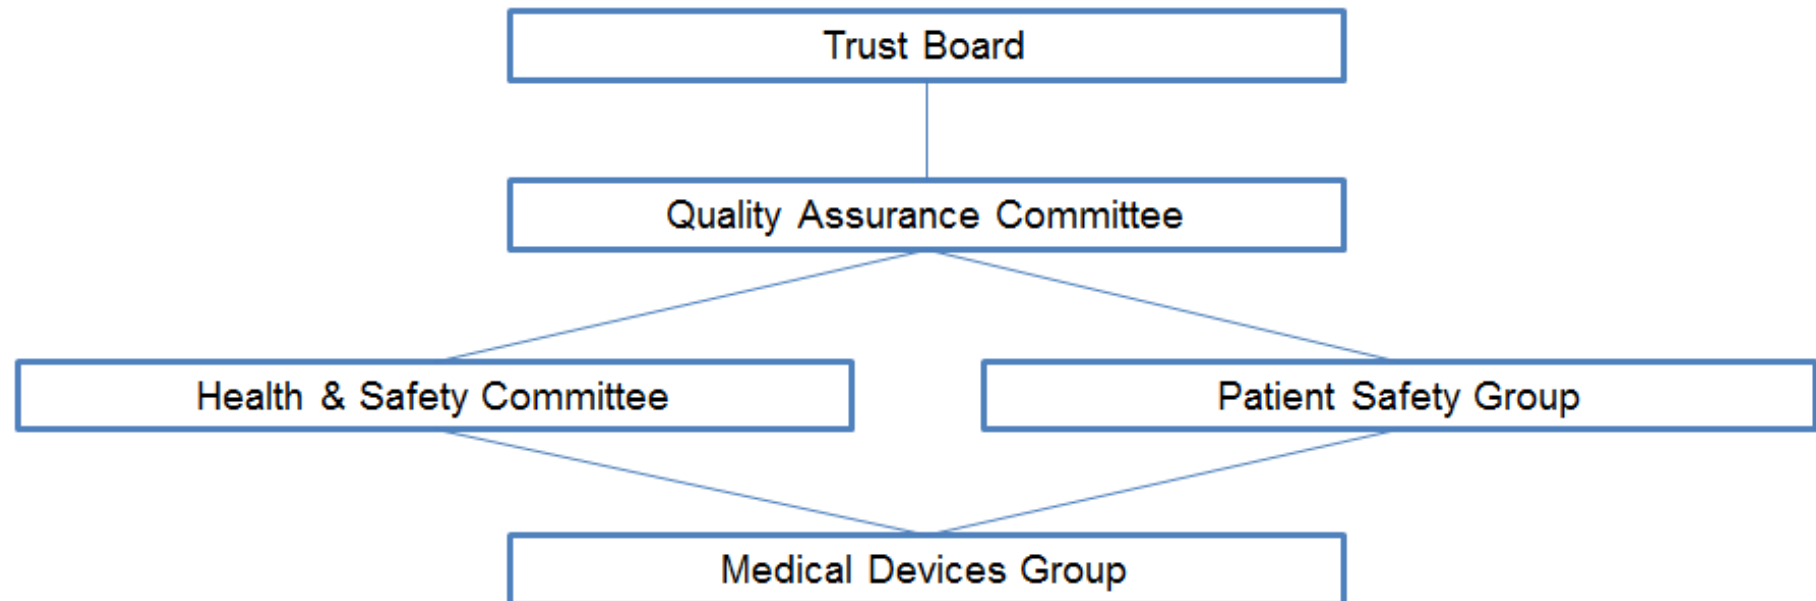 Trust Board
Quality Assurance Committee
Health & Safety Committee
Patient Safety Group
Medical Devices Group